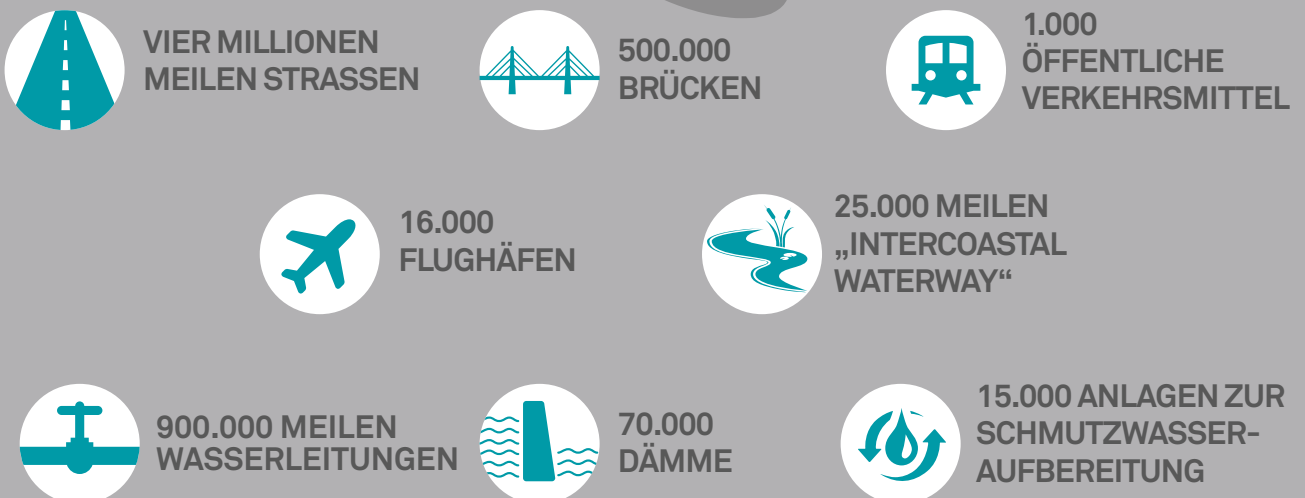 VIER MILLIONEN
MEILEN STRASSEN
500.000
BRÜCKEN
1.000
ÖFFENTLICHE
VERKEHRSMITTEL
16.000
FLUGHÄFEN
25.000 MEILEN
„INTERCOASTAL
WATERWAY“
900.000 MEILEN
WASSERLEITUNGEN
70.000
DÄMME
15.000 ANLAGEN ZUR
SCHMUTZWASSER-
AUFBEREITUNG